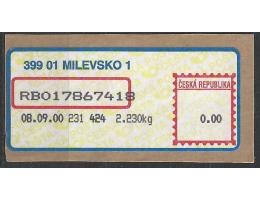 399 01 MILEVSKO 1
ČESKÁ REPUBLIKA
RB017867418
0.00
08.09.00 231 424 2.230kg